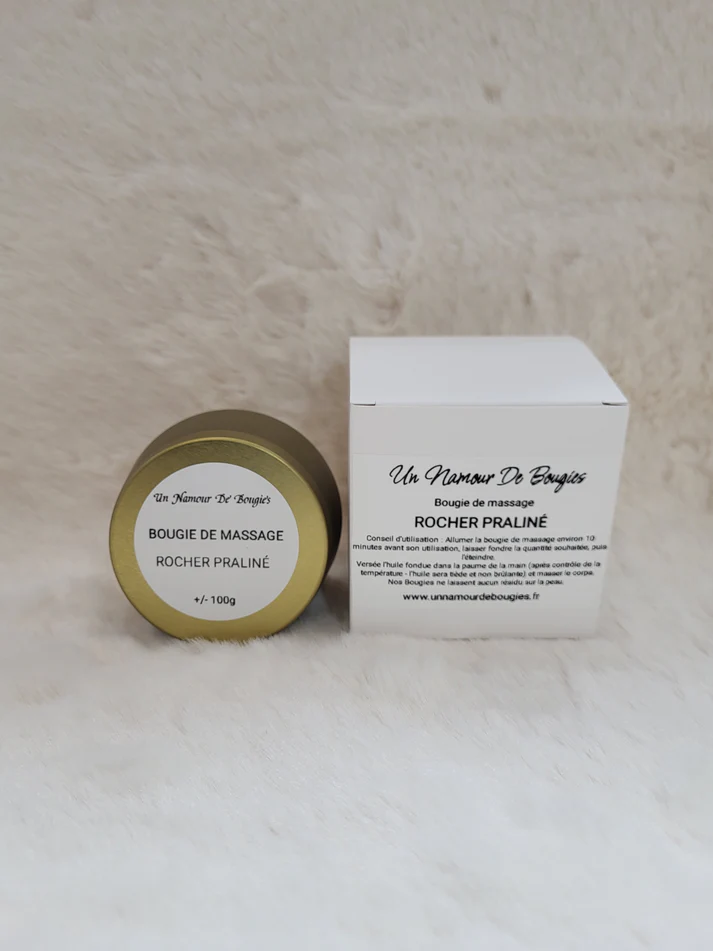 Un Namour De Bougies
BOUGIE DE MASSAGE
ROCHER PRALINÉ
+/- 100g
Un Namour De Bougies
Bougie de massage
ROCHER PRALINÉ
Conseil d'utilisation : Allumer la bougie de massage environ 10
minutes avant son utilisation, laisser fondre la quantité souhaitée, puis
l'éteindre.
Versée l'huile fondue dans la paume de la main (après contrôle de la
température - l'huile sera tiède et non brûlante) et masser le corps.
Nos Bougies ne laissent aucun résidu sur la peau.
www.unnamourdebougies.fr